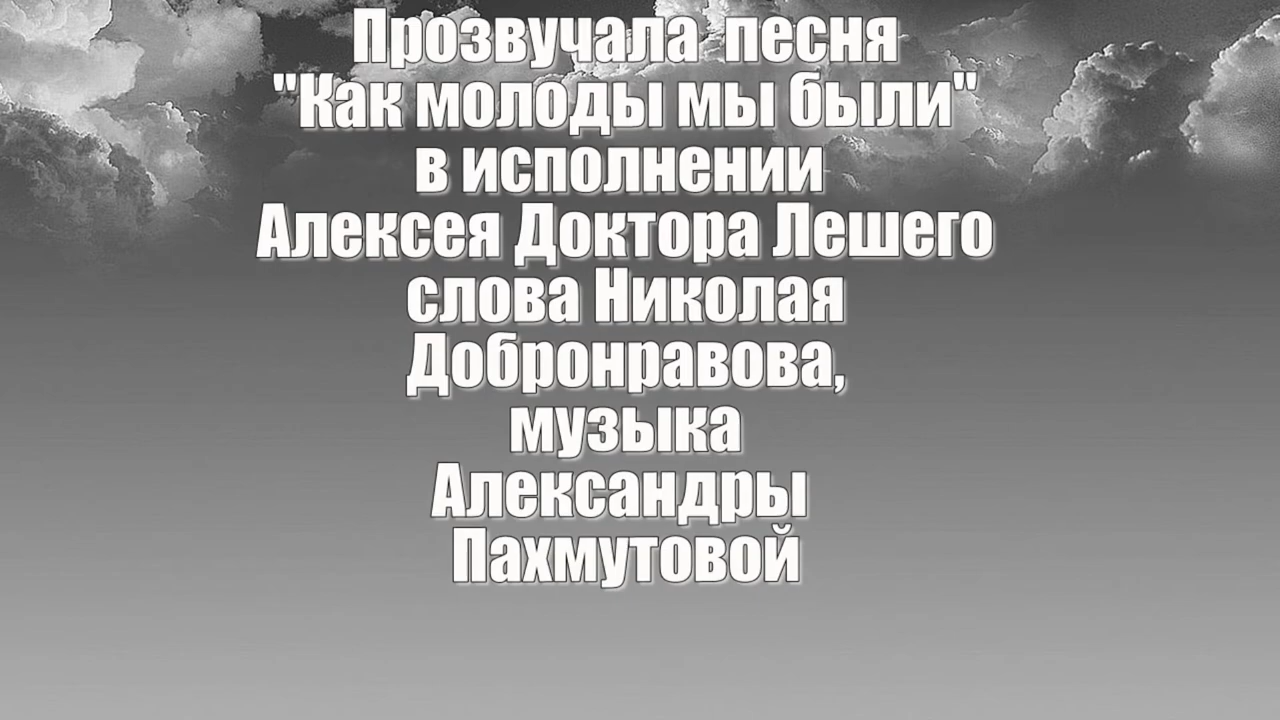 Прозвучала песня
"Как молоды мы были"
в исполнении
Алексея Доктора Лешего
слова Николая
Добронравова,
музыка
Александры
Пахмутовой